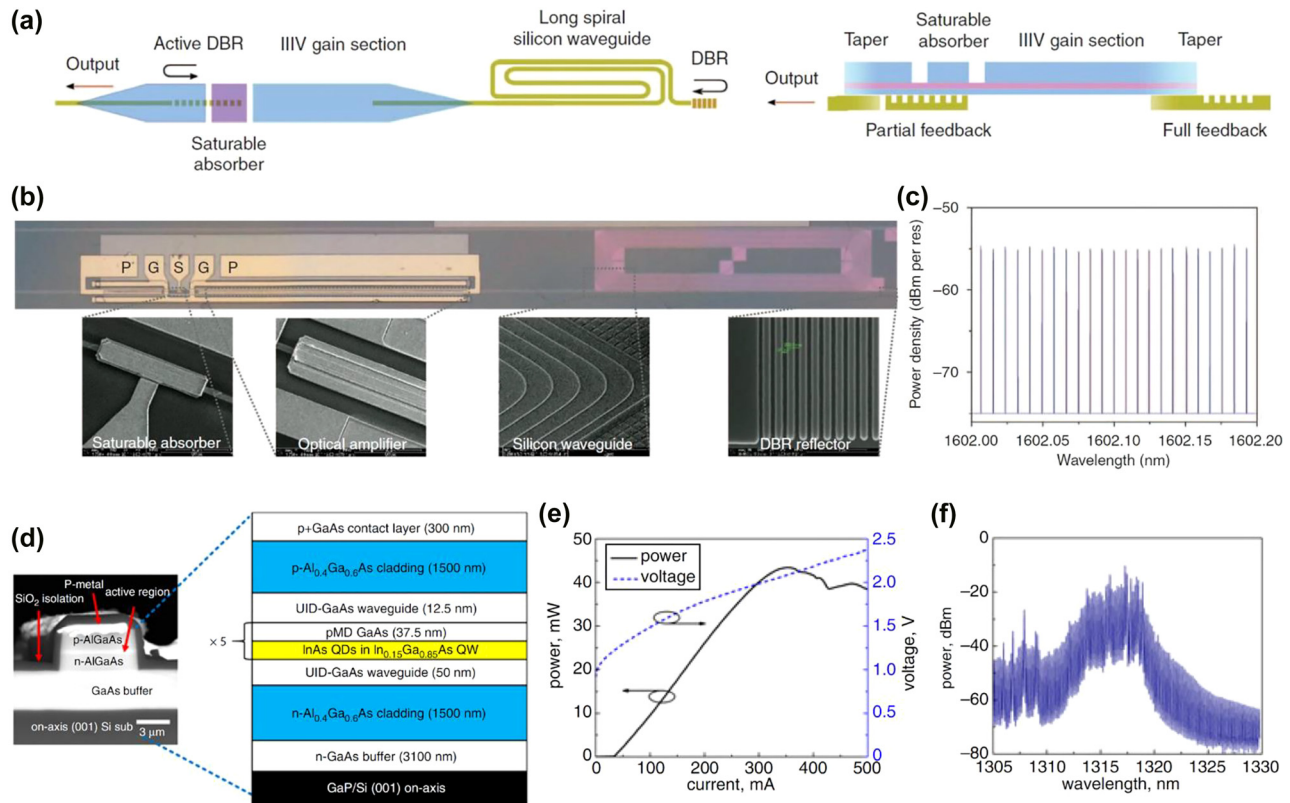 (a)
Output
Active DBR
IIIV gain section
Long spiral
silicon waveguide
DBR
Saturable
absorber
Taper
Saturable
absorber
IIIV gain section
Taper
Output
Partial feedback
Full feedback
(b)
P G S G P
Saturable absorber
Optical amplifier
Silicon waveguide
DBR reflector
(c)
Power density (dBm per res)
−50
−55
−60
−65
−70
−75
1602.00
1602.05
1602.10
1602.15
1602.20
Wavelength (nm)
(d)
P-metal
SiO2 isolation
active region
p-AlGaAs
n-AlGaAs
GaAs buffer
on-axis (001) Si sub
3 μm
p+GaAs contact layer (300 nm)
p-Al0.4Ga0.6As cladding (1500 nm)
UID-GaAs waveguide (12.5 nm)
× 5
pMD GaAs (37.5 nm)
InAs QDs in In0.15Ga0.85As QW
UID-GaAs waveguide (50 nm)
n-Al0.4Ga0.6As cladding (1500 nm)
n-GaAs buffer (3100 nm)
GaP/Si (001) on-axis
(e)
power
voltage
power, mW
50
40
30
20
10
0
voltage, V
2.5
2.0
1.5
1.0
0.5
0
0
100
200
300
400
500
current, mA
(f)
power, dBm
0
−20
−40
−60
−80
1305
1310
1315
1320
1325
1330
wavelength, nm